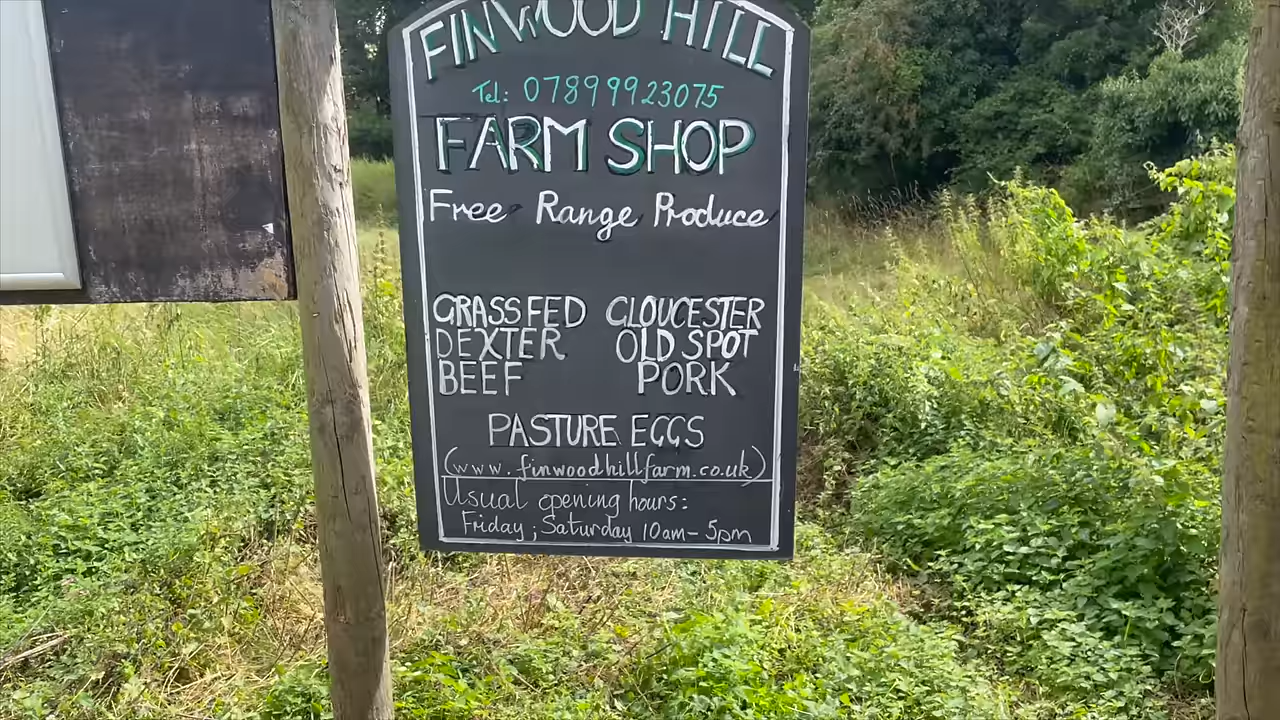 FINWOOD HILL
Tel: 07899923075
FARM SHOP
Free Range Produce
GRASS FED GLOUCESTER
DEXTER OLD SPOT
BEEF PORK
PASTURE EGGS
(www.finwoodhillfarm.co.uk)
Usual opening hours:
Friday; Saturday 10am-5pm